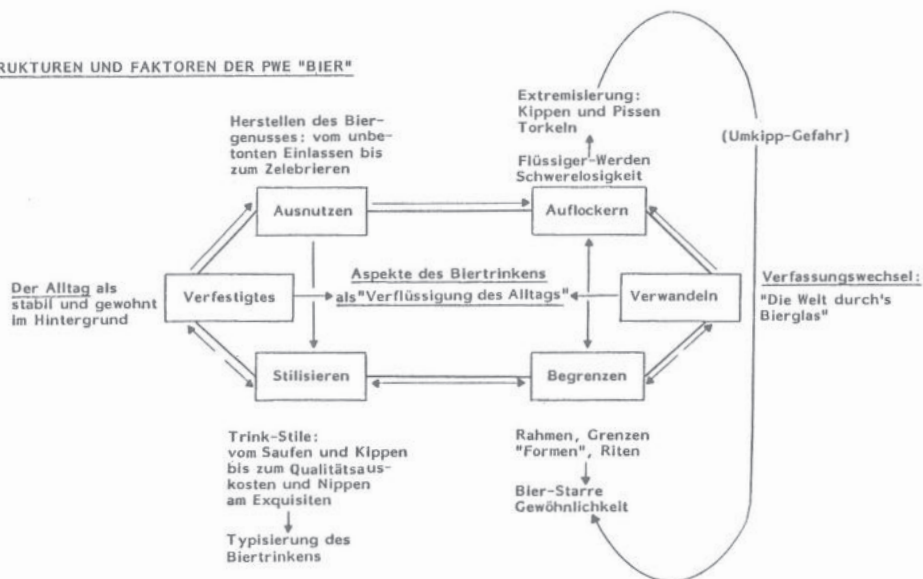 RUKTUREN UND FAKTOREN DER PWE "BIER"
Herstellen des Bier-
genusses: vom unbe-
tonten Einlassen bis
zum Zelebrieren
Extremisierung:
Kippen und Pissen
Torkeln
(Umkipp-Gefahr)
Flüssiger-Werden
Schwerelosigkeit
Ausnutzen
Auflockern
Der Alltag als
stabil und gewohnt
im Hintergrund
Verfestigtes
Aspekte des Biertrinkens
als "Verflüssigung des Alltags"
Verwandeln
Verfassungswechsel:
"Die Welt durch's
Bierglas"
Stilisieren
Begrenzen
Trink-Stile:
vom Saufen und Kippen
bis zum Qualitätsaus-
kosten und Nippen
am Exquisiten
Typisierung des
Biertrinkens
Rahmen, Grenzen
"Formen", Riten
Bier-Starre
Gewöhnlichkeit